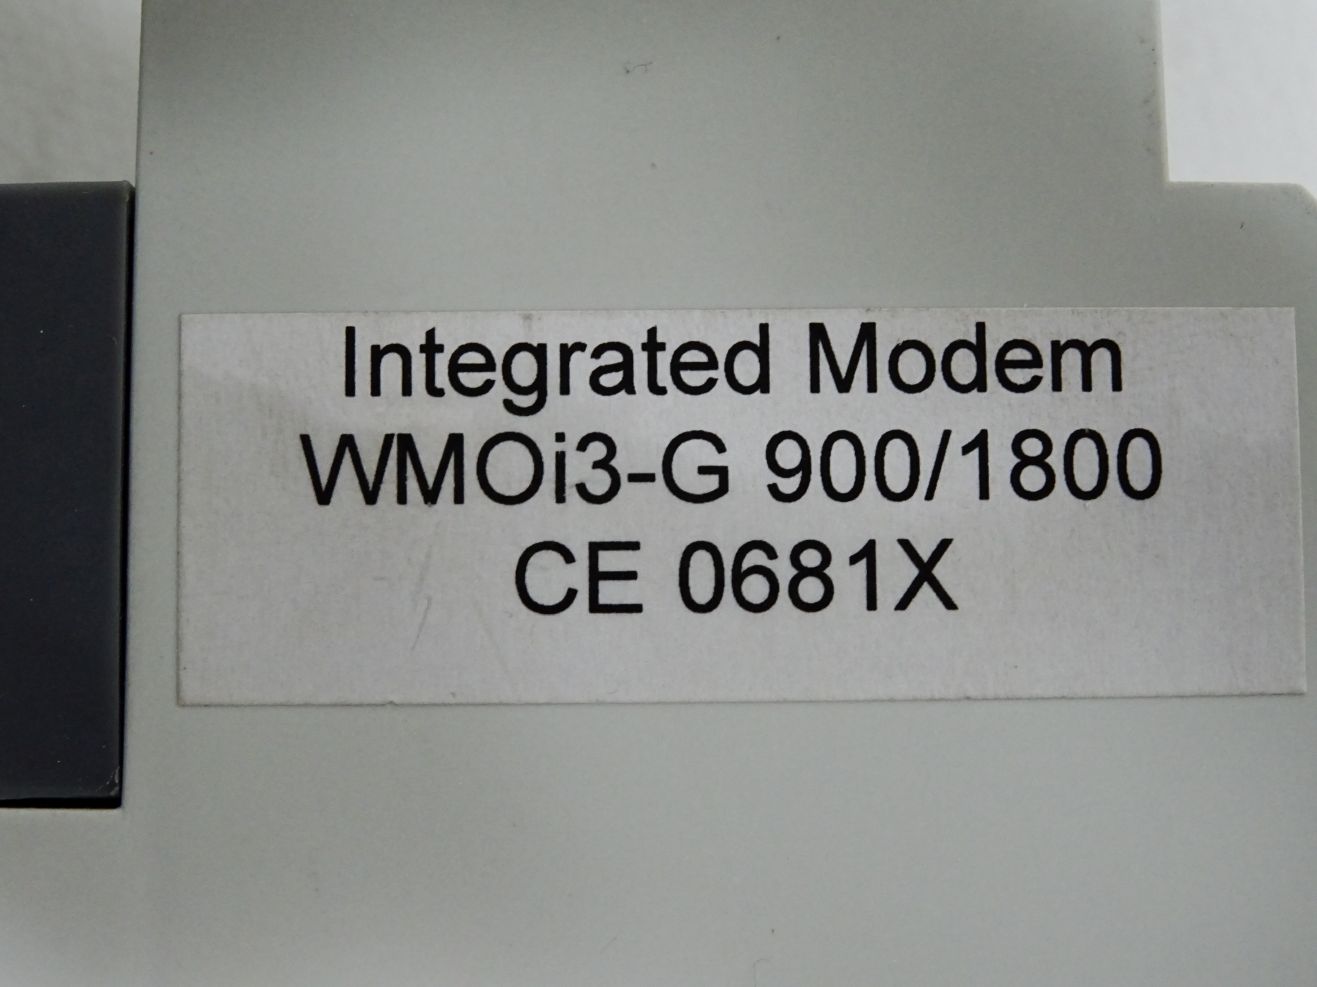 Integrated Modem
WMOi3-G 900/1800
CE 0681X